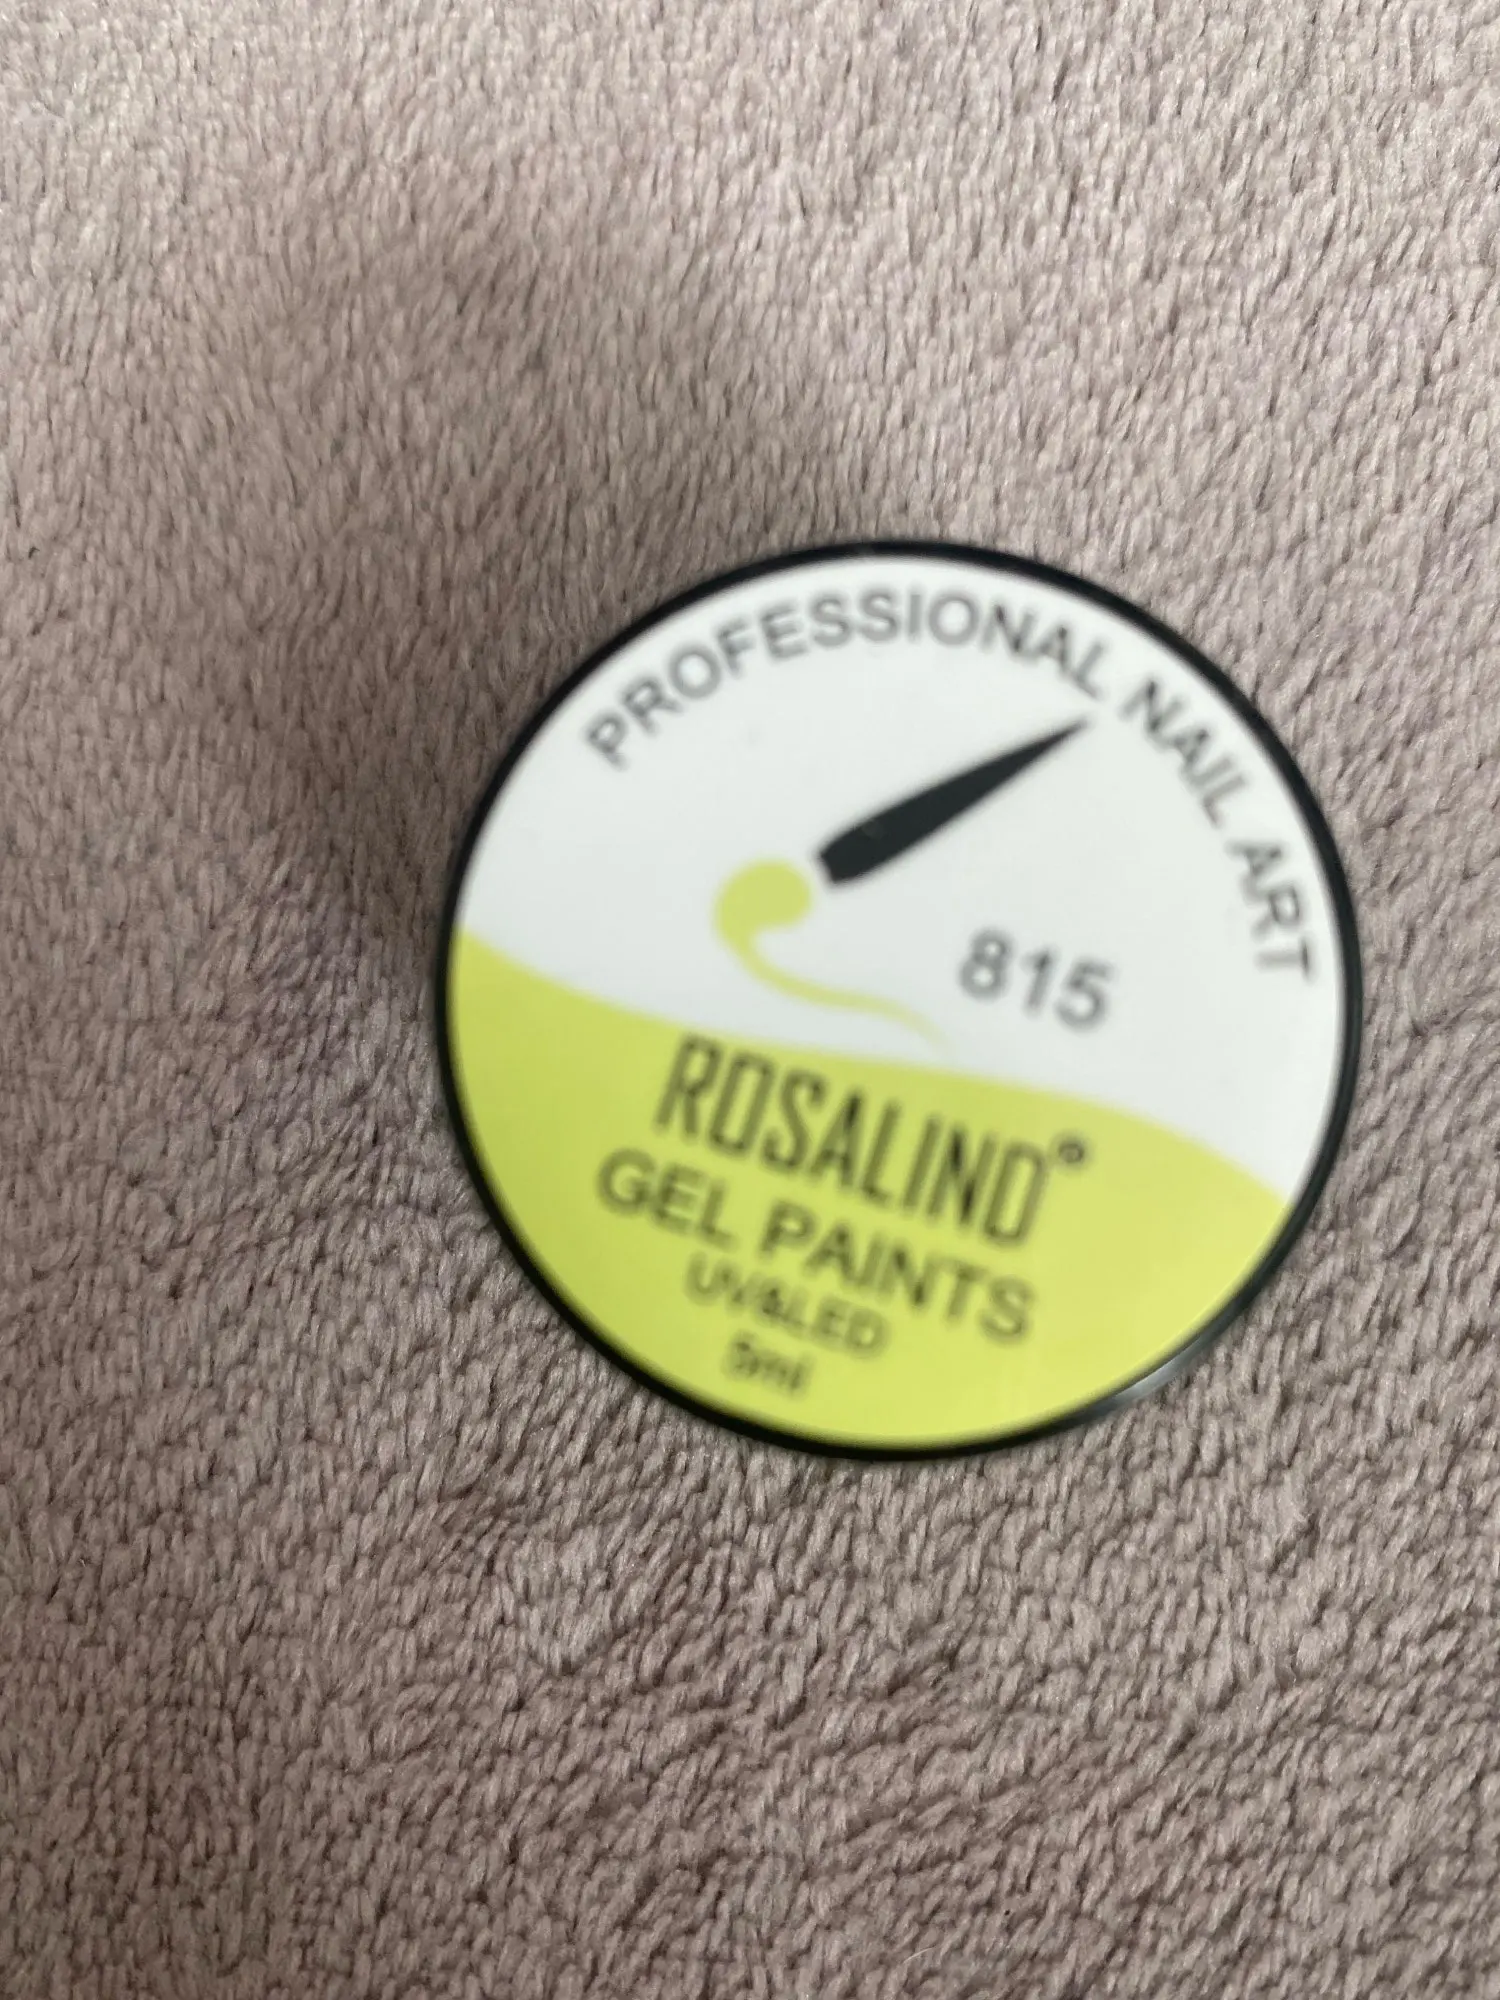 PROFESSIONAL NAIL ART
815
ROSALIND®
GEL PAINTS
UV&LED
5ml